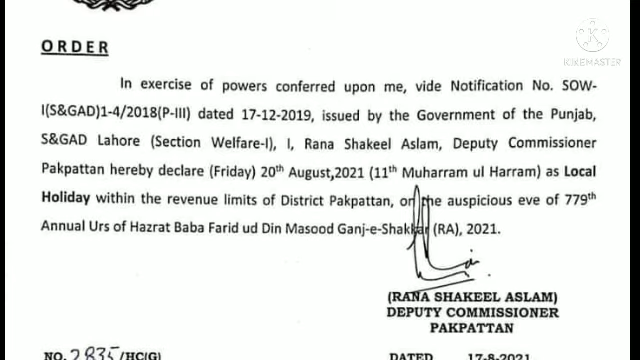 KINEMASTER
ORDER
In exercise of powers conferred upon me, vide Notification No. SOW-
I(S&GAD)1-4/2018(P-III) dated 17-12-2019, issued by the Government of the Punjab,
S&GAD Lahore (Section Welfare-I), I, Rana Shakeel Aslam, Deputy Commissioner
Pakpattan hereby declare (Friday) 20th August,2021 (11th Muharram ul Harram) as Local
Holiday within the revenue limits of District Pakpattan, on the auspicious eve of 779th
Annual Urs of Hazrat Baba Farid ud Din Masood Ganj-e-Shakkar (RA), 2021.
(RANA SHAKEEL ASLAM)
DEPUTY COMMISSIONER
PAKPATTAN
NO. 2835/HC(G)
DATED 17-8-2021